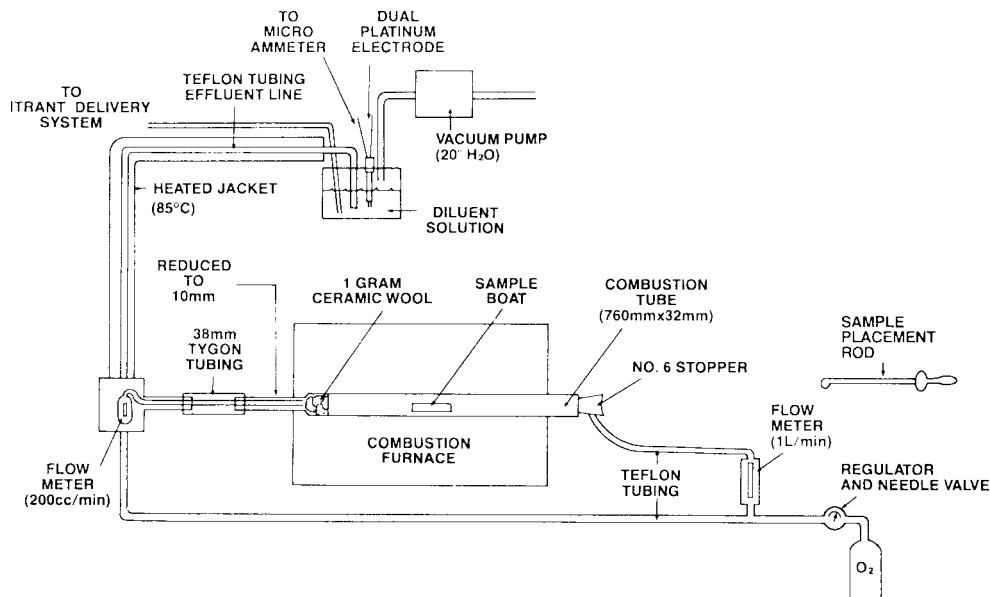 TO
MICRO
AMMETER
DUAL
PLATINUM
ELECTRODE
TO
ITRANT DELIVERY
SYSTEM
TEFLON TUBING
EFFLUENT LINE
VACUUM PUMP
(20" H₂O)
HEATED JACKET
(85°C)
DILUENT
SOLUTION
REDUCED
TO
10mm
1 GRAM
CERAMIC WOOL
SAMPLE
BOAT
COMBUSTION
TUBE
(760mmx32mm)
SAMPLE
PLACEMENT
ROD
38mm
TYGON
TUBING
NO. 6 STOPPER
FLOW
METER
(1L/min)
COMBUSTION
FURNACE
FLOW
METER
(200cc/min)
TEFLON
TUBING
REGULATOR
AND NEEDLE VALVE
O₂